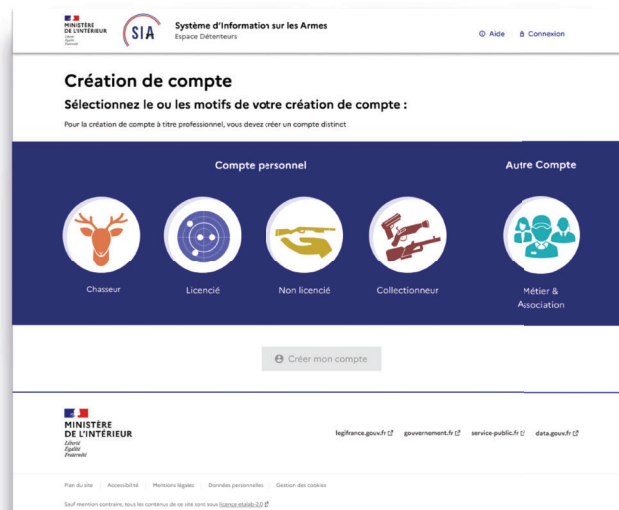 MINISTÈRE
DE L'INTÉRIEUR
Liberté
Égalité
Fraternité
SIA
Système d'Information sur les Armes
Espace Détenteurs
Aide
Connexion
Création de compte
Sélectionnez le ou les motifs de votre création de compte :
Pour la création de compte à titre professionnel, vous devez créer un compte distinct
Compte personnel
Autre Compte
Chasseur
Licencié
Non licencié
Collectionneur
Métier &
Association
Créer mon compte
MINISTÈRE
DE L'INTÉRIEUR
Liberté
Égalité
Fraternité
legifrance.gouv.fr
gouvernement.fr
service-public.fr
data.gouv.fr
Plan du site
Accessibilité
Mentions légales
Données personnelles
Gestion des cookies
Sauf mention contraire, tous les contenus de ce site sont sous licence etalab-2.0